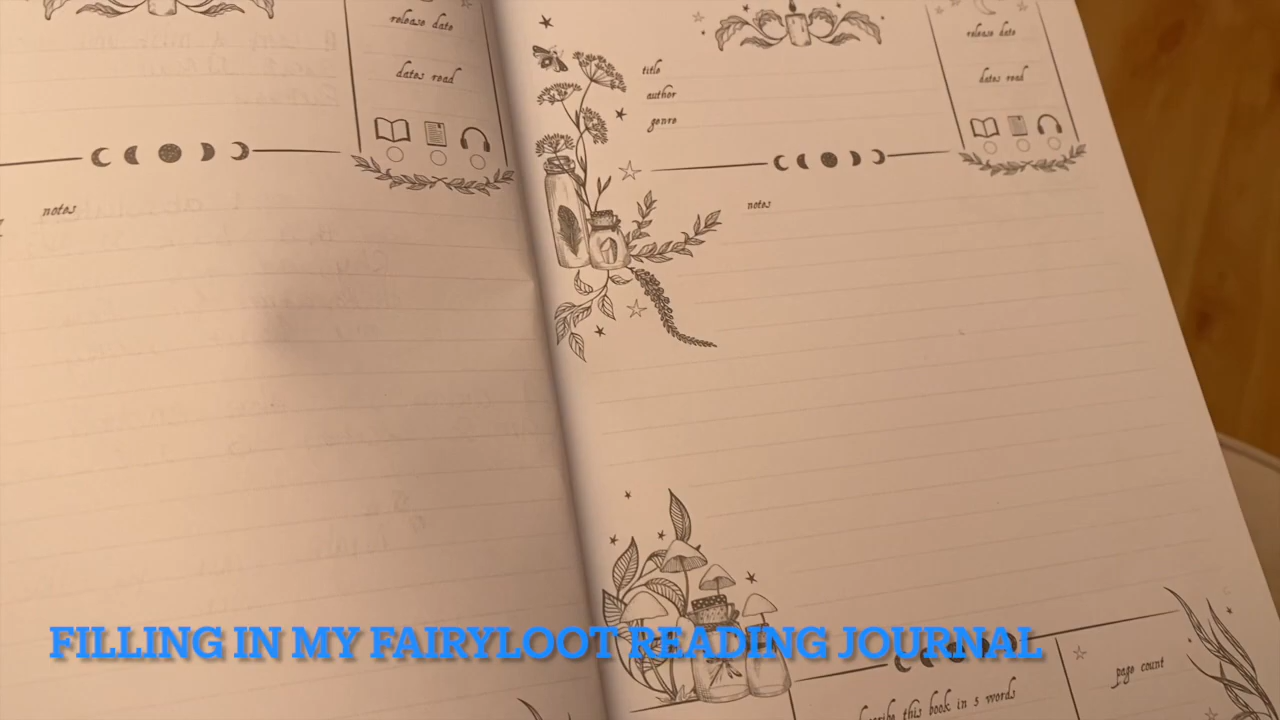 release date
dates read
notes
title
author
genre
release date
dates read
notes
FILLING IN MY FAIRYLOOT READING JOURNAL
this book in 5 words
page count